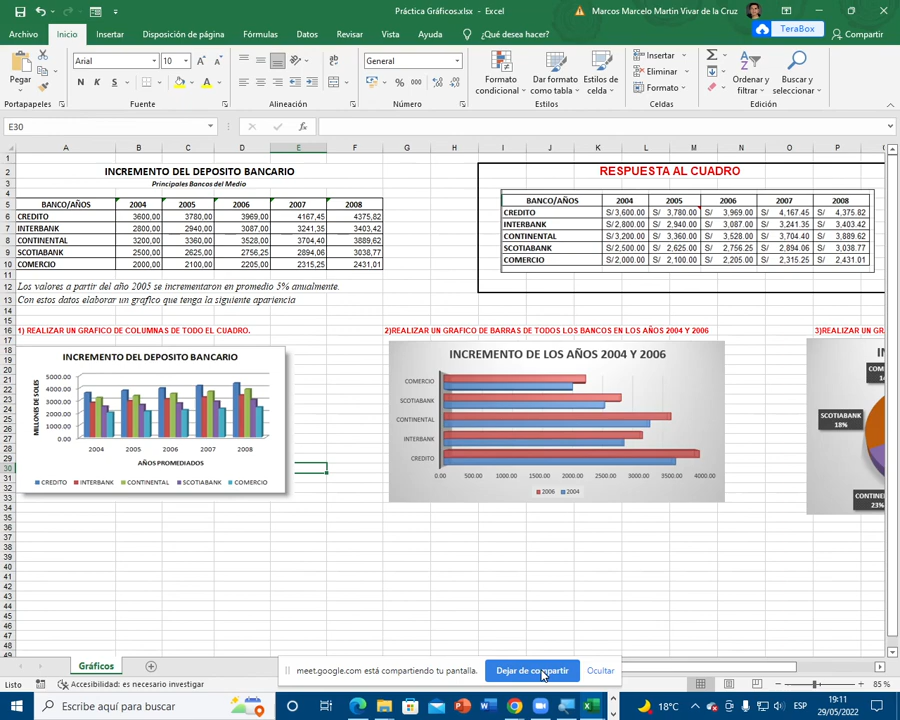 Práctica Gráficos.xlsx - Excel
Marcos Marcelo Martin Vivar de la Cruz
Archivo Inicio Insertar Disposición de página Fórmulas Datos Revisar Vista Ayuda ¿Qué desea hacer? TeraBox Compartir
Pegar
Arial 10
General
Formato condicional
Dar formato como tabla
Estilos de celda
Insertar
Eliminar
Formato
Ordenar y filtrar
Buscar y seleccionar
Portapapeles Fuente Alineación Número Estilos Celdas Edición
E30
A B C D E F G H I J K L M N O P
INCREMENTO DEL DEPOSITO BANCARIO
Principales Bancos del Medio
BANCO/AÑOS 2004 2005 2006 2007 2008
CREDITO 3600,00 3780,00 3969,00 4167,45 4375,82
INTERBANK 2800,00 2940,00 3087,00 3241,35 3403,42
CONTINENTAL 3200,00 3360,00 3528,00 3704,40 3889,62
SCOTIABANK 2500,00 2625,00 2756,25 2894,06 3038,77
COMERCIO 2000,00 2100,00 2205,00 2315,25 2431,01
Los valores a partir del año 2005 se incrementaron en promedio 5% anualmente.
Con estos datos elaborar un grafico que tenga la siguiente apariencia
RESPUESTA AL CUADRO
BANCO/AÑOS 2004 2005 2006 2007 2008
CREDITO S/3,600.00 S/ 3,780.00 S/ 3,969.00 S/ 4,167.45 S/ 4,375.82
INTERBANK S/2,800.00 S/ 2,940.00 S/ 3,087.00 S/ 3,241.35 S/ 3,403.42
CONTINENTAL S/3,200.00 S/ 3,360.00 S/ 3,528.00 S/ 3,704.40 S/ 3,889.62
SCOTIABANK S/2,500.00 S/ 2,625.00 S/ 2,756.25 S/ 2,894.06 S/ 3,038.77
COMERCIO S/2,000.00 S/ 2,100.00 S/ 2,205.00 S/ 2,315.25 S/ 2,431.01
1) REALIZAR UN GRAFICO DE COLUMNAS DE TODO EL CUADRO.
INCREMENTO DEL DEPOSITO BANCARIO
MILLONES DE SOLES
5000.00
4000.00
3000.00
2000.00
1000.00
0.00
2004 2005 2006 2007 2008
AÑOS PROMEDIADOS
CREDITO INTERBANK CONTINENTAL SCOTIABANK COMERCIO
2)REALIZAR UN GRAFICO DE BARRAS DE TODOS LOS BANCOS EN LOS AÑOS 2004 Y 2006
INCREMENTO DE LOS AÑOS 2004 Y 2006
COMERCIO
SCOTIABANK
CONTINENTAL
INTERBANK
CREDITO
0.00 500.00 1000.00 1500.00 2000.00 2500.00 3000.00 3500.00 4000.00
2006 2004
3)REALIZAR UN
SCOTIABANK
18%
23%
Gráficos
meet.google.com está compartiendo tu pantalla.
Dejar de compartir
Ocultar
Listo
Accesibilidad: es necesario investigar
85 %
Escribe aquí para buscar
18°C
ESP
19:11
29/05/2022